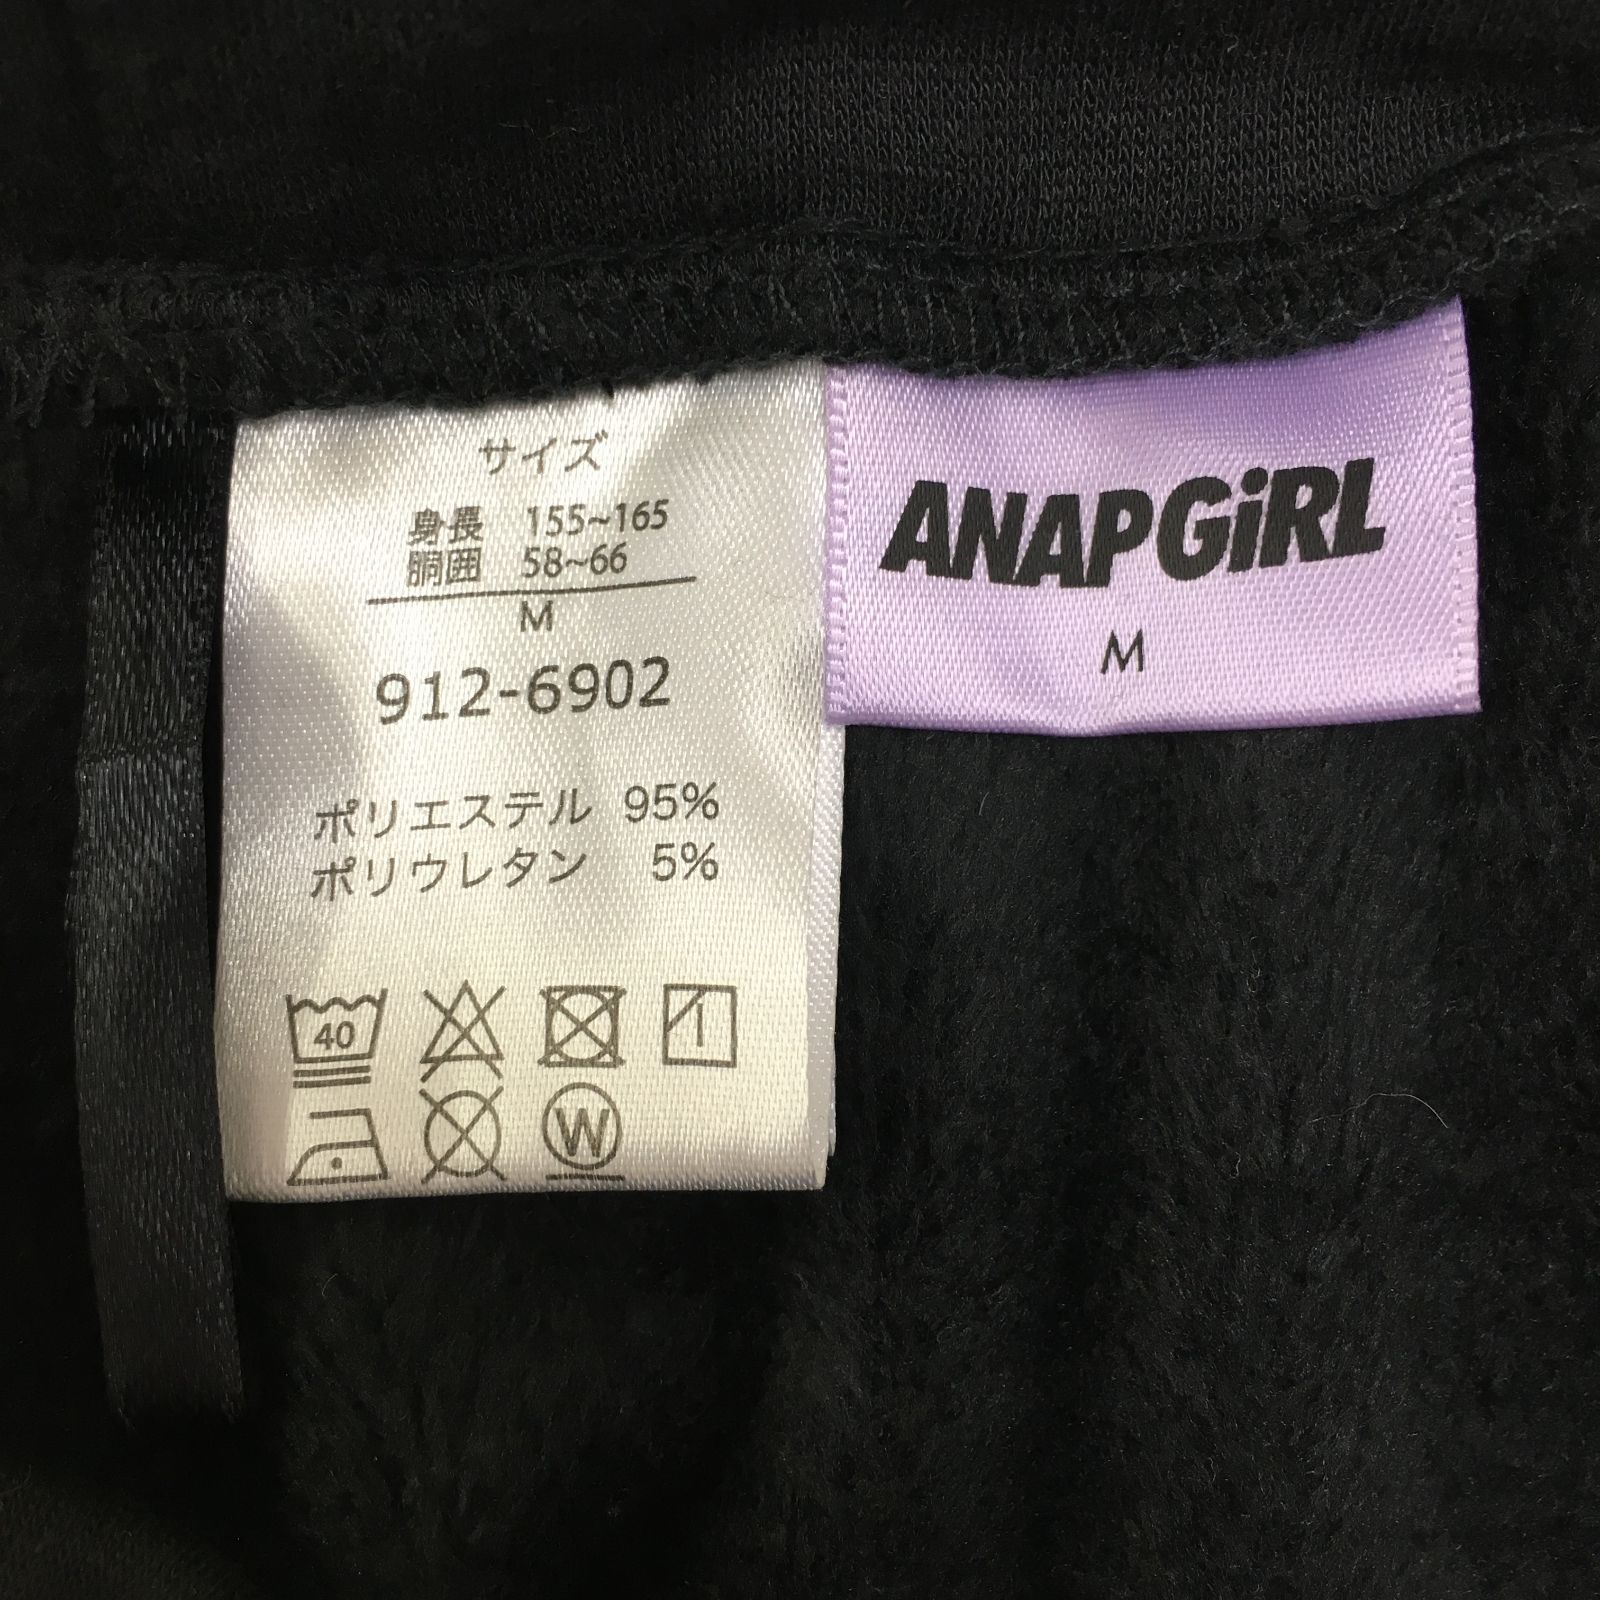 サイズ
身長 155~165
胴囲 58~66
M
912-6902
ポリエステル 95%
ポリウレタン 5%
40
W
ANAPGiRL
M